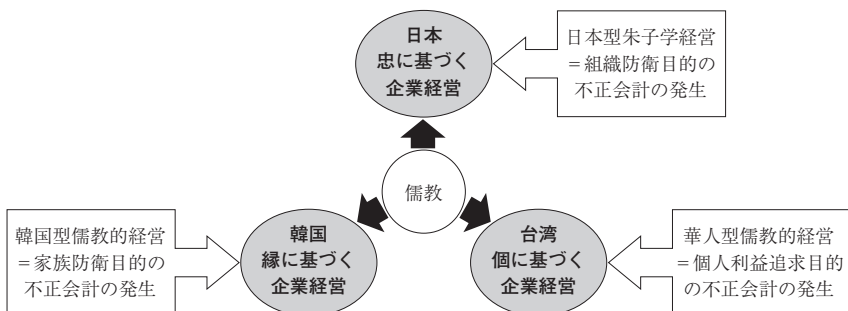 日本
忠に基づく
企業経営
日本型朱子学経営
=組織防衛目的の
不正会計の発生
儒教
韓国型儒教的経営
=家族防衛目的の
不正会計の発生
韓国
縁に基づく
企業経営
台湾
個に基づく
企業経営
華人型儒教的経営
=個人利益追求目的
の不正会計の発生